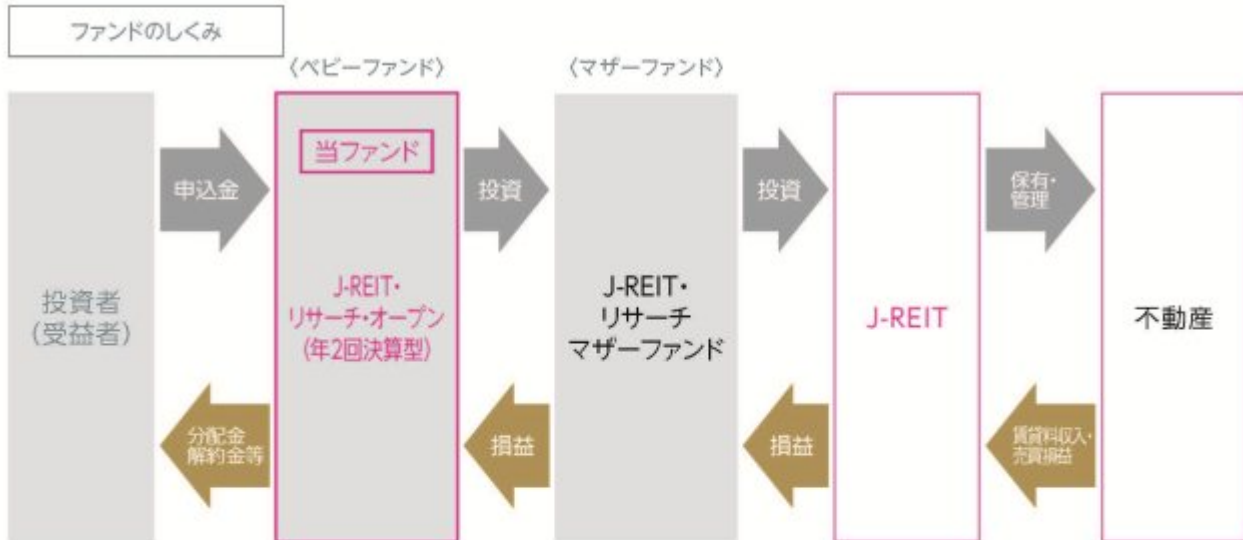 ファンドのしくみ
〈ベビーファンド〉
〈マザーファンド〉
投資者
(受益者)
申込金
分配金
解約金等
当ファンド
J-REIT・
リサーチ・オープン
(年2回決算型)
投資
損益
J-REIT・
リサーチ
マザーファンド
投資
損益
J-REIT
保有・
管理
賃貸料収入・
売買損益
不動産